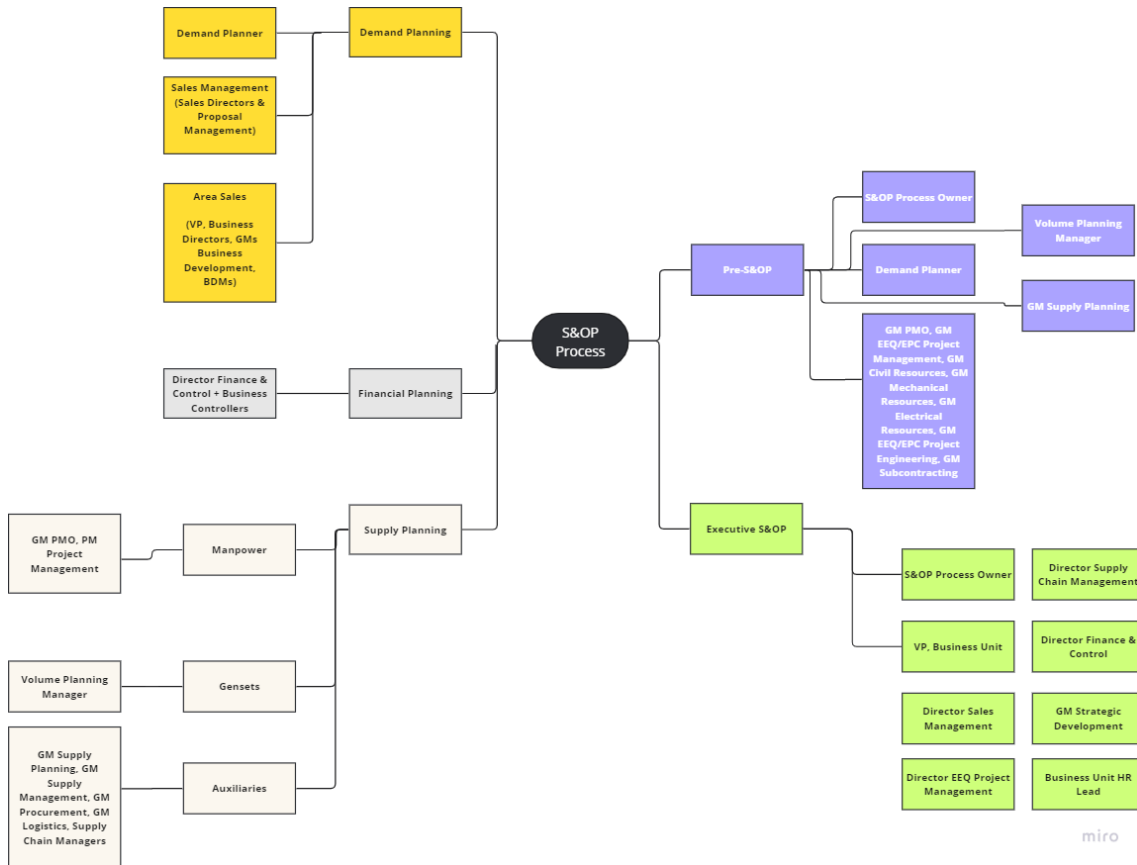 Demand Planner
Demand Planning
Sales Management
(Sales Directors &
Proposal
Management)
Area Sales
(VP, Business
Directors, GMs
Business
Development,
BDMs)
Director Finance &
Control + Business
Controllers
Financial Planning
Supply Planning
GM PMO, PM
Project
Management
Manpower
Volume Planning
Manager
Gensets
GM Supply
Planning, GM
Supply
Management, GM
Procurement, GM
Logistics, Supply
Chain Managers
Auxiliaries
S&OP
Process
Pre-S&OP
S&OP Process Owner
Volume Planning
Manager
Demand Planner
GM Supply Planning
GM PMO, GM
EEQ/EPC Project
Management, GM
Civil Resources, GM
Mechanical
Resources, GM
Electrical
Resources, GM
EEQ/EPC Project
Engineering, GM
Subcontracting
Executive S&OP
S&OP Process Owner
Director Supply
Chain Management
VP, Business Unit
Director Finance &
Control
Director Sales
Management
GM Strategic
Development
Director EEQ Project
Management
Business Unit HR
Lead
miro